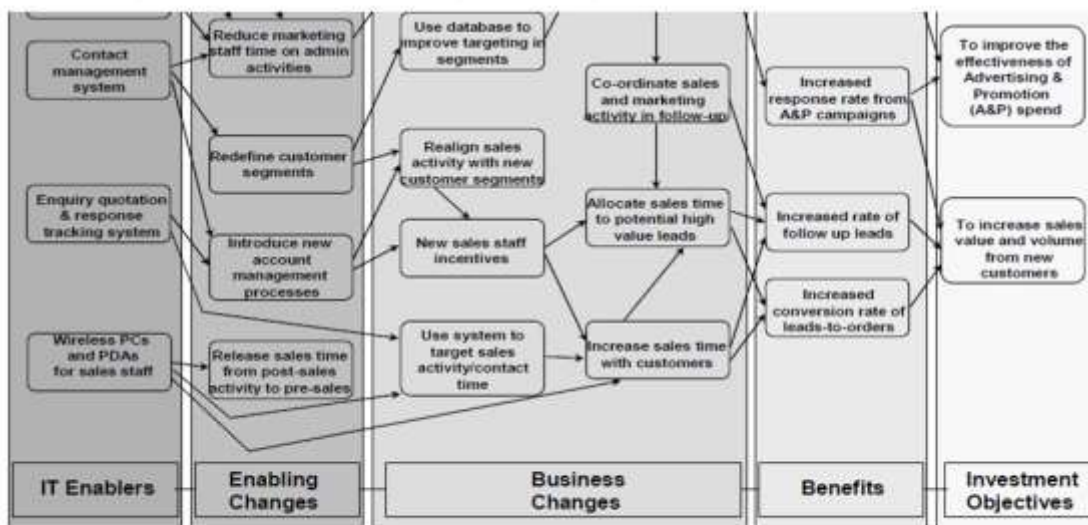 Contact
management
system
Enquiry quotation
& response
tracking system
Wireless PCs
and PDAs
for sales staff
IT Enablers
Reduce marketing
staff time on admin
activities
Redefine customer
segments
Introduce new
account
management
processes
Release sales time
from post-sales
activity to pre-sales
Enabling
Changes
Use database to
improve targeting in
segments
Realign sales
activity with new
customer segments
New sales staff
incentives
Use system to
target sales
activity/contact
time
Co-ordinate sales
and marketing
activity in follow-up
Allocate sales time
to potential high
value leads
Increase sales time
with customers
Business
Changes
Increased
response rate from
A&P campaigns
Increased rate of
follow up leads
Increased
conversion rate of
leads-to-orders
Benefits
To improve the
effectiveness of
Advertising &
Promotion
(A&P) spend
To increase sales
value and volume
from new
customers
Investment
Objectives